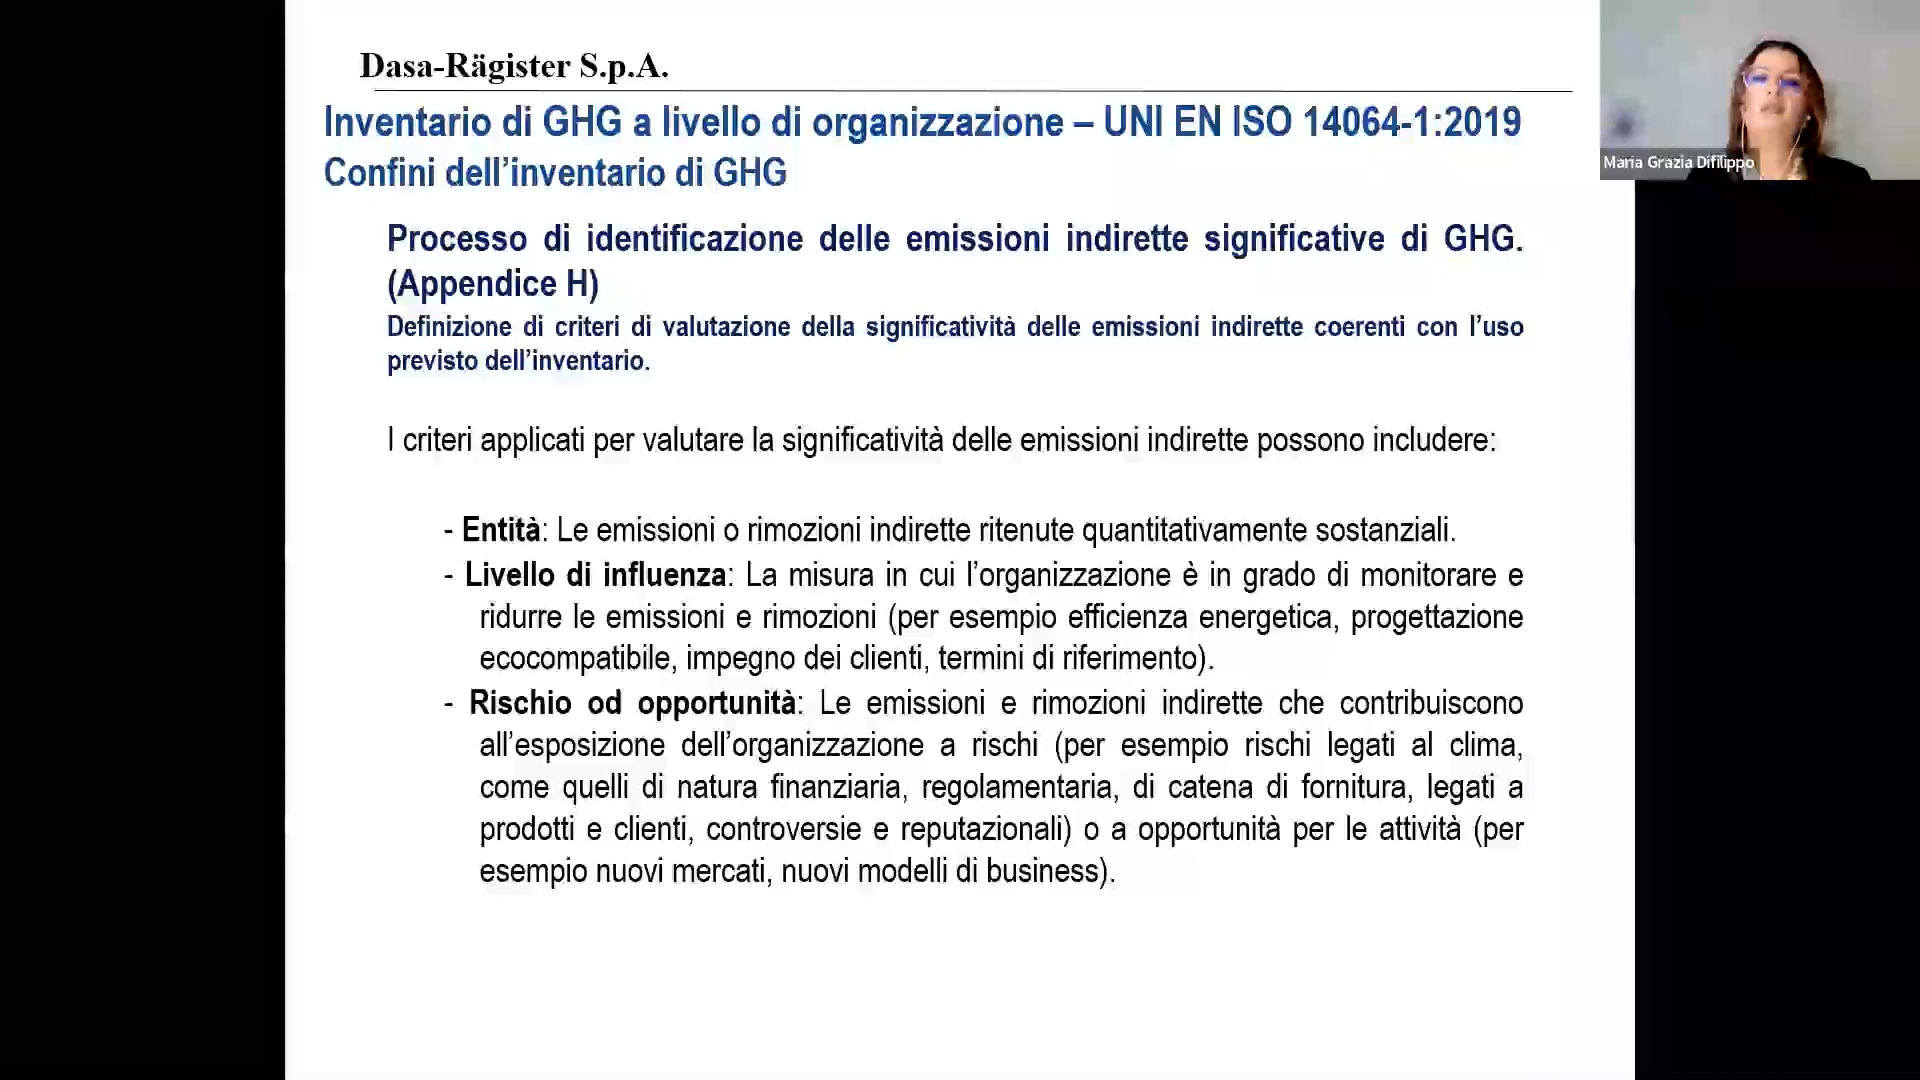 Dasa-Rägister S.p.A.
Inventario di GHG a livello di organizzazione – UNI EN ISO 14064-1:2019
Confini dell’inventario di GHG
Maria Grazia Difilippo
Processo di identificazione delle emissioni indirette significative di GHG.
(Appendice H)
Definizione di criteri di valutazione della significatività delle emissioni indirette coerenti con l’uso
previsto dell’inventario.
I criteri applicati per valutare la significatività delle emissioni indirette possono includere:
- Entità: Le emissioni o rimozioni indirette ritenute quantitativamente sostanziali.
- Livello di influenza: La misura in cui l’organizzazione è in grado di monitorare e
ridurre le emissioni e rimozioni (per esempio efficienza energetica, progettazione
ecocompatibile, impegno dei clienti, termini di riferimento).
- Rischio od opportunità: Le emissioni e rimozioni indirette che contribuiscono
all’esposizione dell’organizzazione a rischi (per esempio rischi legati al clima,
come quelli di natura finanziaria, regolamentaria, di catena di fornitura, legati a
prodotti e clienti, controversie e reputazionali) o a opportunità per le attività (per
esempio nuovi mercati, nuovi modelli di business).